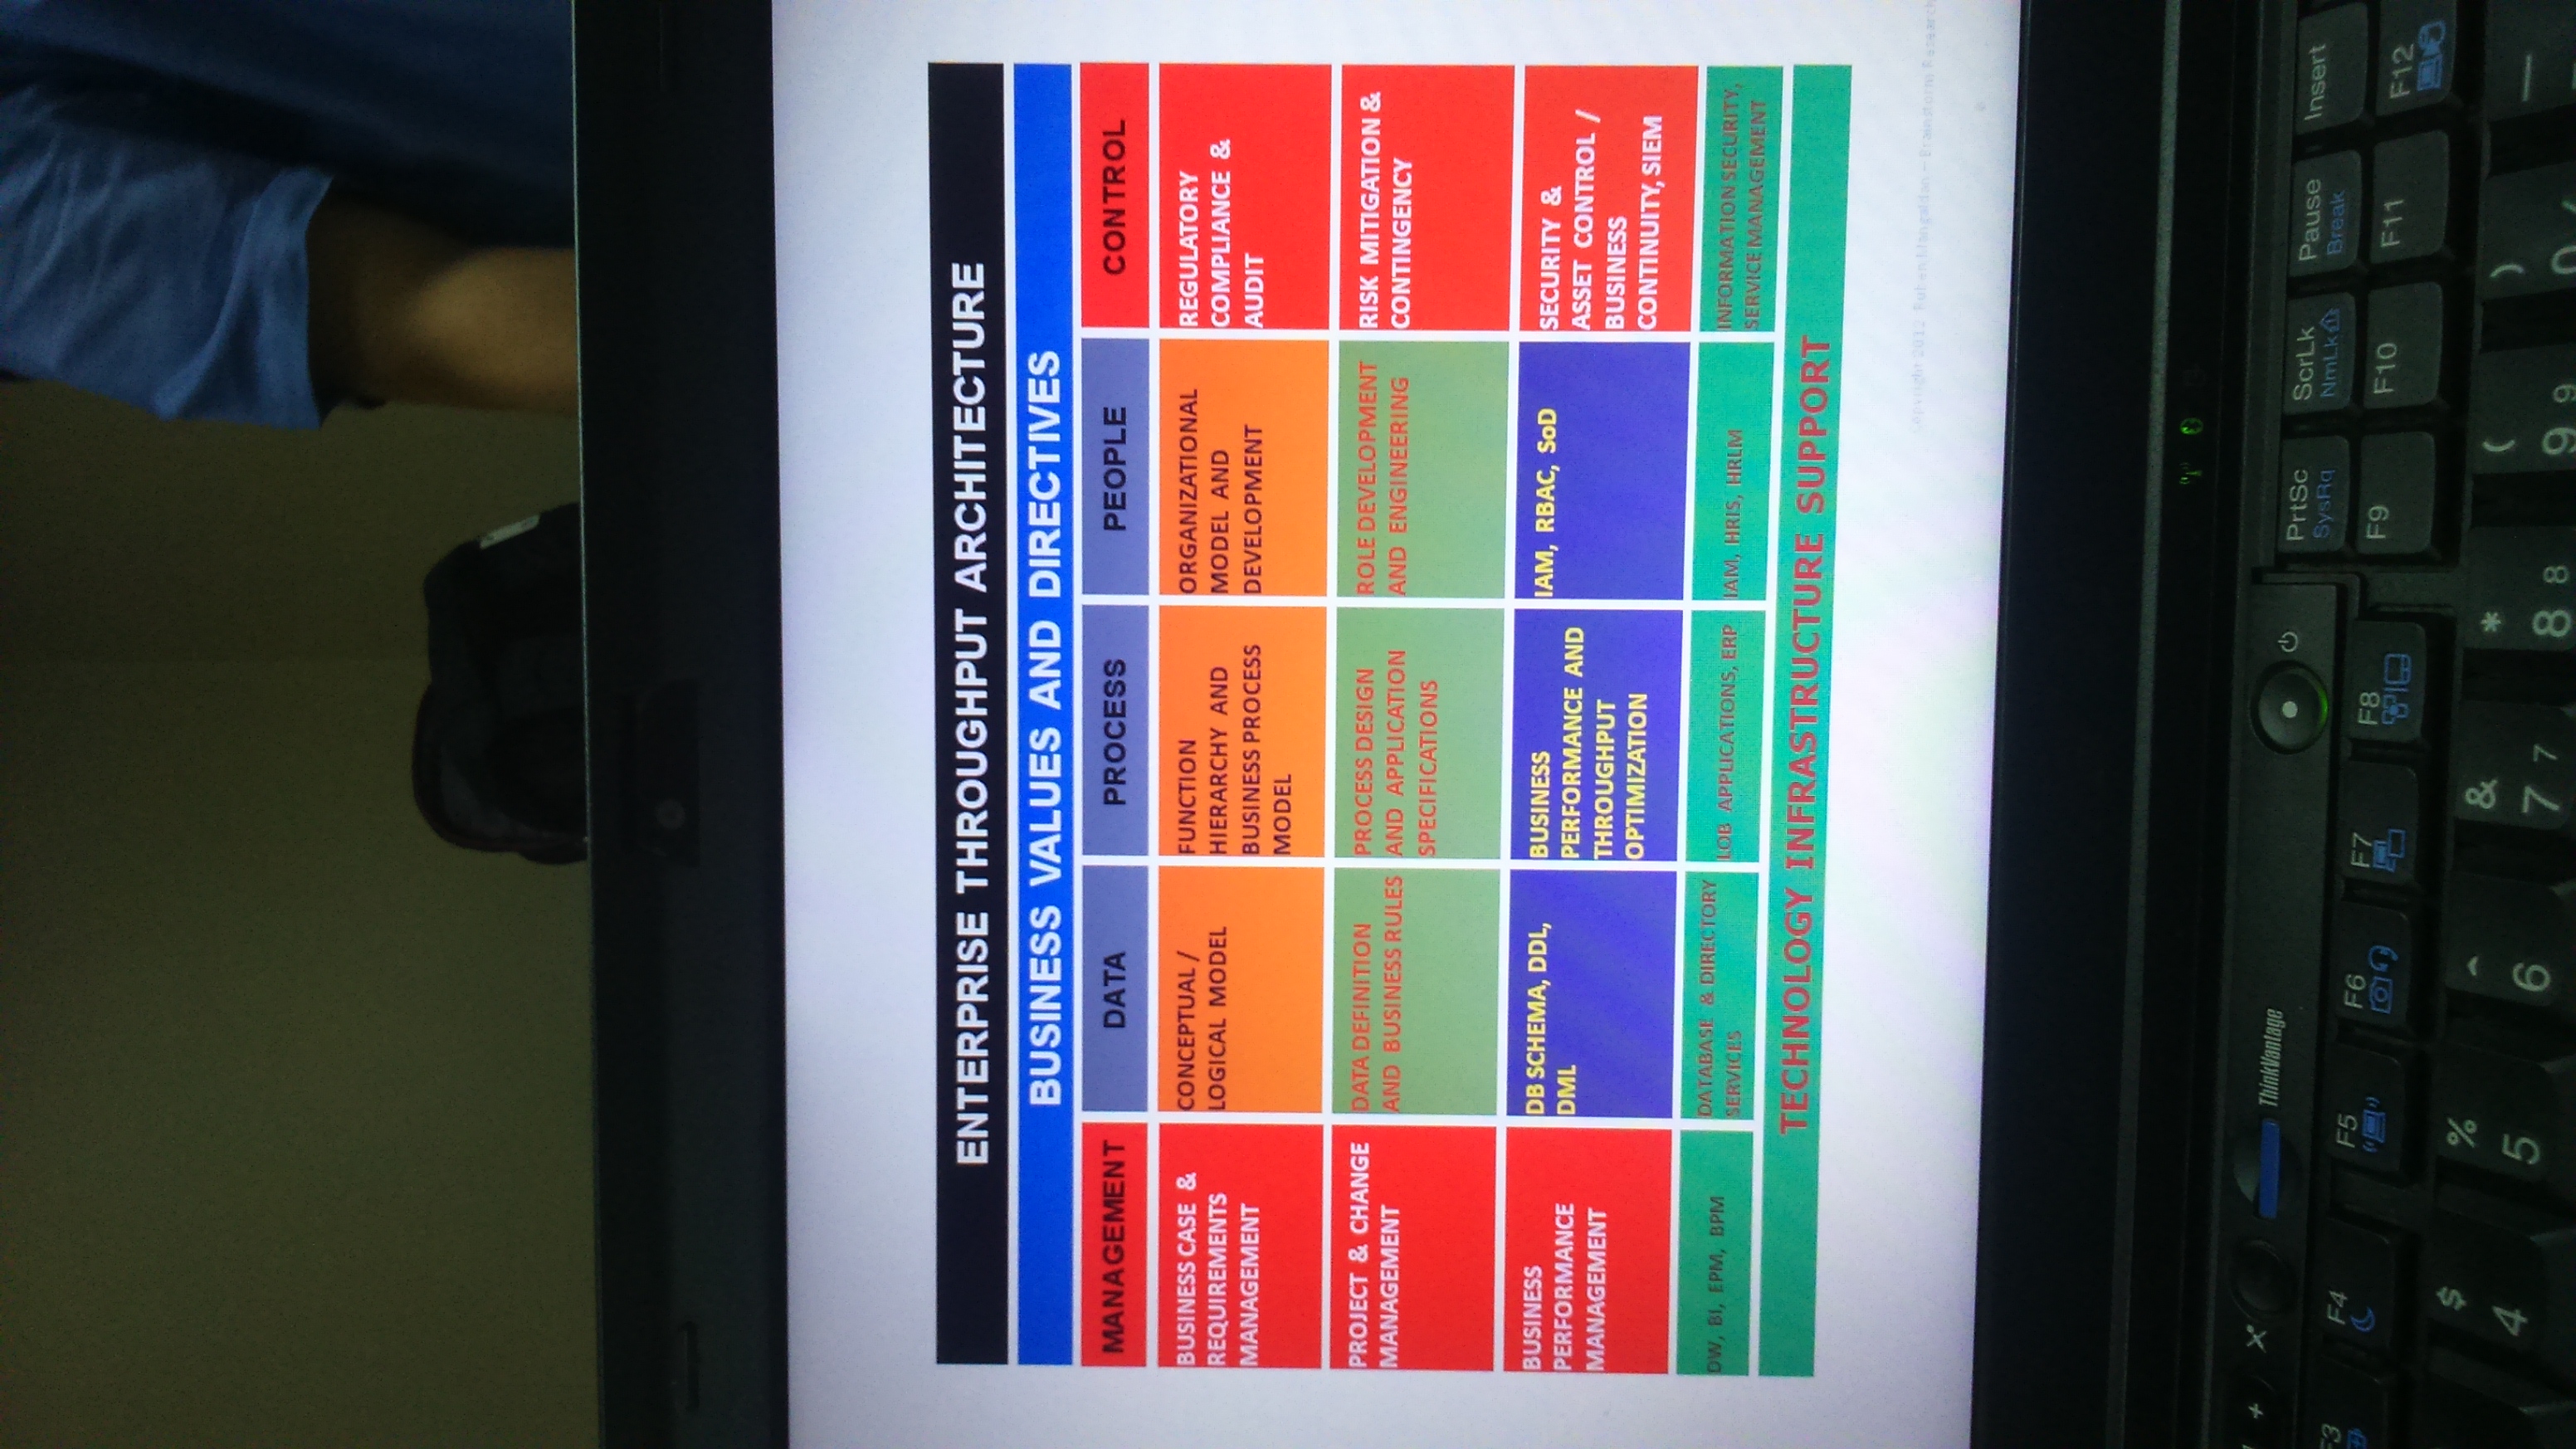 ENTERPRISE THROUGHPUT ARCHITECTURE
BUSINESS VALUES AND DIRECTIVES
MANAGEMENT
DATA
PROCESS
PEOPLE
CONTROL
BUSINESS CASE &
REQUIREMENTS
MANAGEMENT
CONCEPTUAL /
LOGICAL MODEL
FUNCTION
HIERARCHY AND
BUSINESS PROCESS
MODEL
ORGANIZATIONAL
MODEL AND
DEVELOPMENT
REGULATORY
COMPLIANCE &
AUDIT
PROJECT & CHANGE
MANAGEMENT
DATA DEFINITION
AND BUSINESS RULES
PROCESS DESIGN
AND APPLICATION
SPECIFICATIONS
ROLE DEVELOPMENT
AND ENGINEERING
RISK MITIGATION &
CONTINGENCY
BUSINESS
PERFORMANCE
MANAGEMENT
DB SCHEMA, DDL,
DML
BUSINESS
PERFORMANCE AND
THROUGHPUT
OPTIMIZATION
IAM, RBAC, SoD
SECURITY &
ASSET CONTROL /
BUSINESS
CONTINUITY, SIEM
DW, BI, EPM, BPM
DATABASE & DIRECTORY
SERVICES
LOB APPLICATIONS, ERP
IAM, HRIS, HRLM
INFORMATION SECURITY,
SERVICE MANAGEMENT
TECHNOLOGY INFRASTRUCTURE SUPPORT
Copyright 2012 Ruben Mangaldan – Brainstorm Research
ThinkVantage
PrtSc
SysRq
ScrLk
NmLk
Pause
Break
Insert
F3
F4
F5
F6
F7
F8
F9
F10
F11
F12
$
4
%
5
^
6
&
7 7
*
8 8
(
9 9
)
0